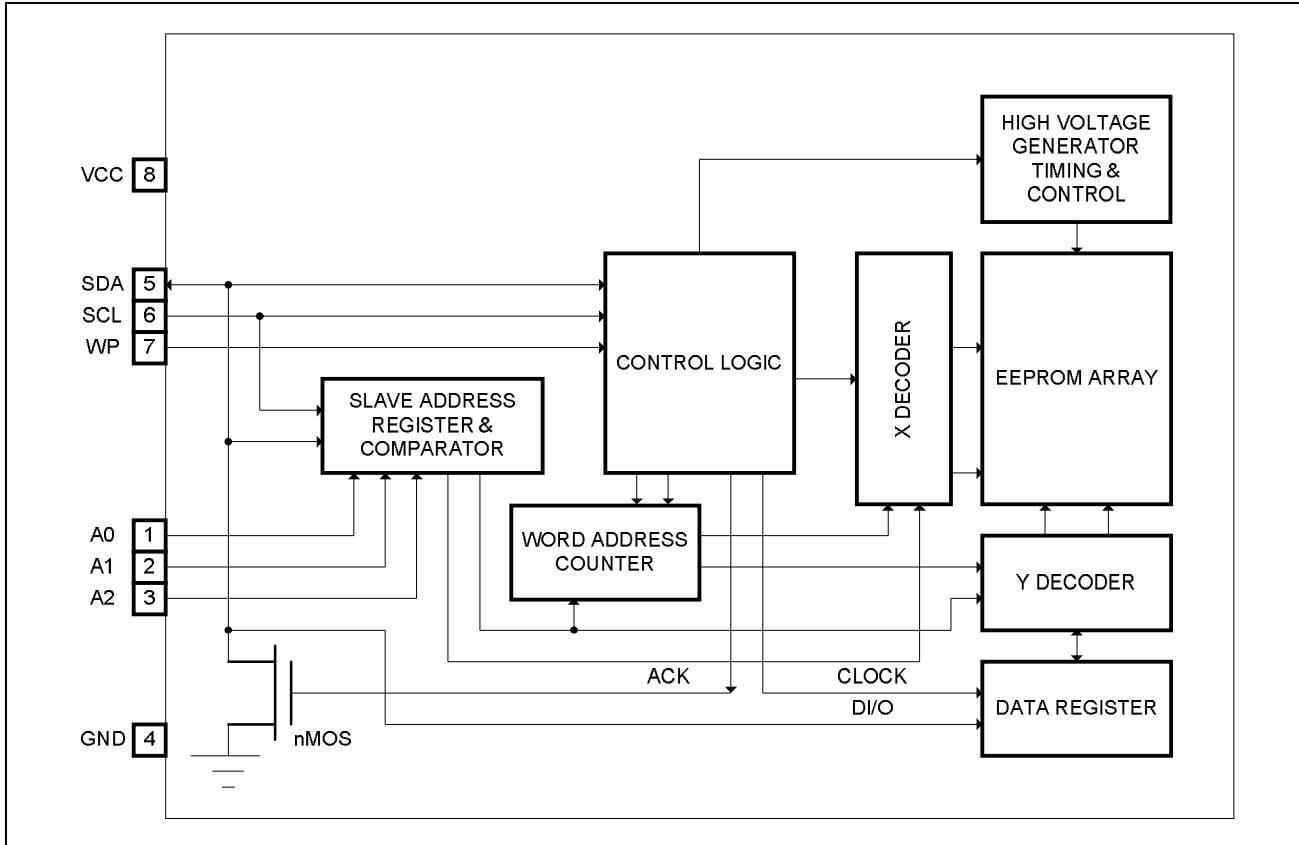 HIGH VOLTAGE
GENERATOR
TIMING &
CONTROL
VCC 8
SDA 5
SCL 6
WP 7
CONTROL LOGIC
X DECODER
EEPROM ARRAY
SLAVE ADDRESS
REGISTER &
COMPARATOR
A0 1
A1 2
A2 3
WORD ADDRESS
COUNTER
Y DECODER
ACK
CLOCK
DI/O
DATA REGISTER
GND 4
nMOS